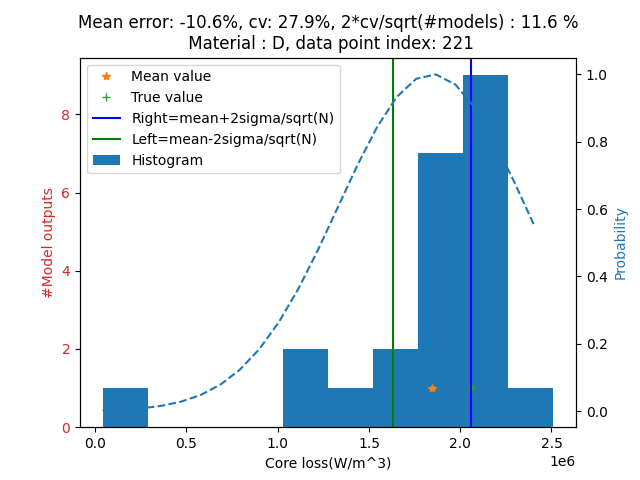 Mean error: -10.6%, cv: 27.9%, 2*cv/sqrt(#models) : 11.6 %
Material : D, data point index: 221
Mean value
True value
Right=mean+2sigma/sqrt(N)
Left=mean-2sigma/sqrt(N)
Histogram
#Model outputs
8
6
4
2
0
1.0
0.8
0.6
0.4
0.2
0.0
Probability
0.0 0.5 1.0 1.5 2.0 2.5
1e6
Core loss(W/m^3)